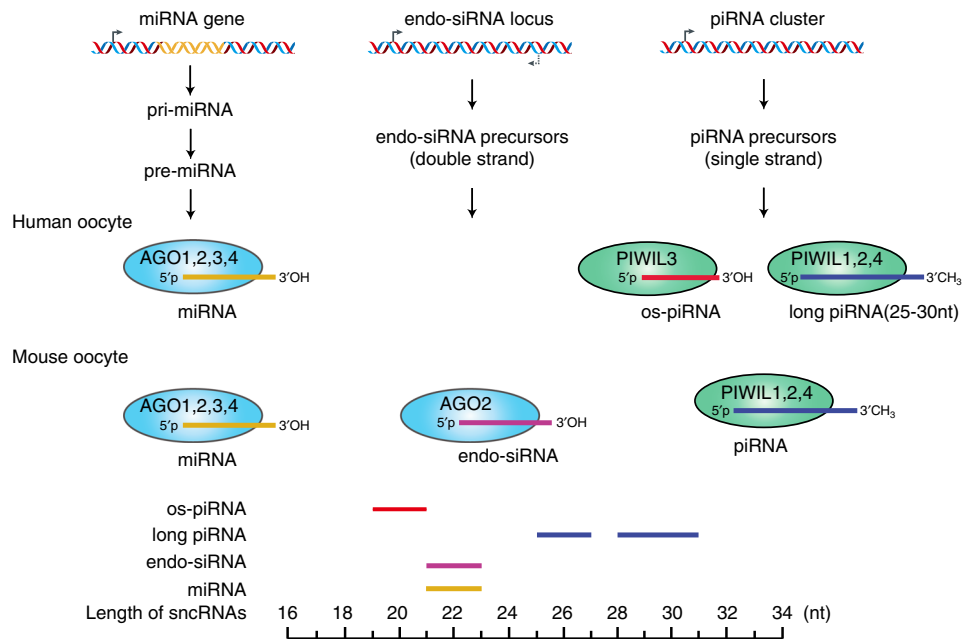 miRNA gene
endo-siRNA locus
piRNA cluster
pri-miRNA
endo-siRNA precursors
(double strand)
piRNA precursors
(single strand)
pre-miRNA
Human oocyte
AGO1,2,3,4
5′p
3′OH
miRNA
PIWIL3
5′p
3′OH
os-piRNA
PIWIL1,2,4
5′p
3′CH₃
long piRNA(25-30nt)
Mouse oocyte
AGO1,2,3,4
5′p
3′OH
miRNA
AGO2
5′p
3′OH
endo-siRNA
PIWIL1,2,4
5′p
3′CH₃
piRNA
os-piRNA
long piRNA
endo-siRNA
miRNA
Length of sncRNAs 16 18 20 22 24 26 28 30 32 34 (nt)